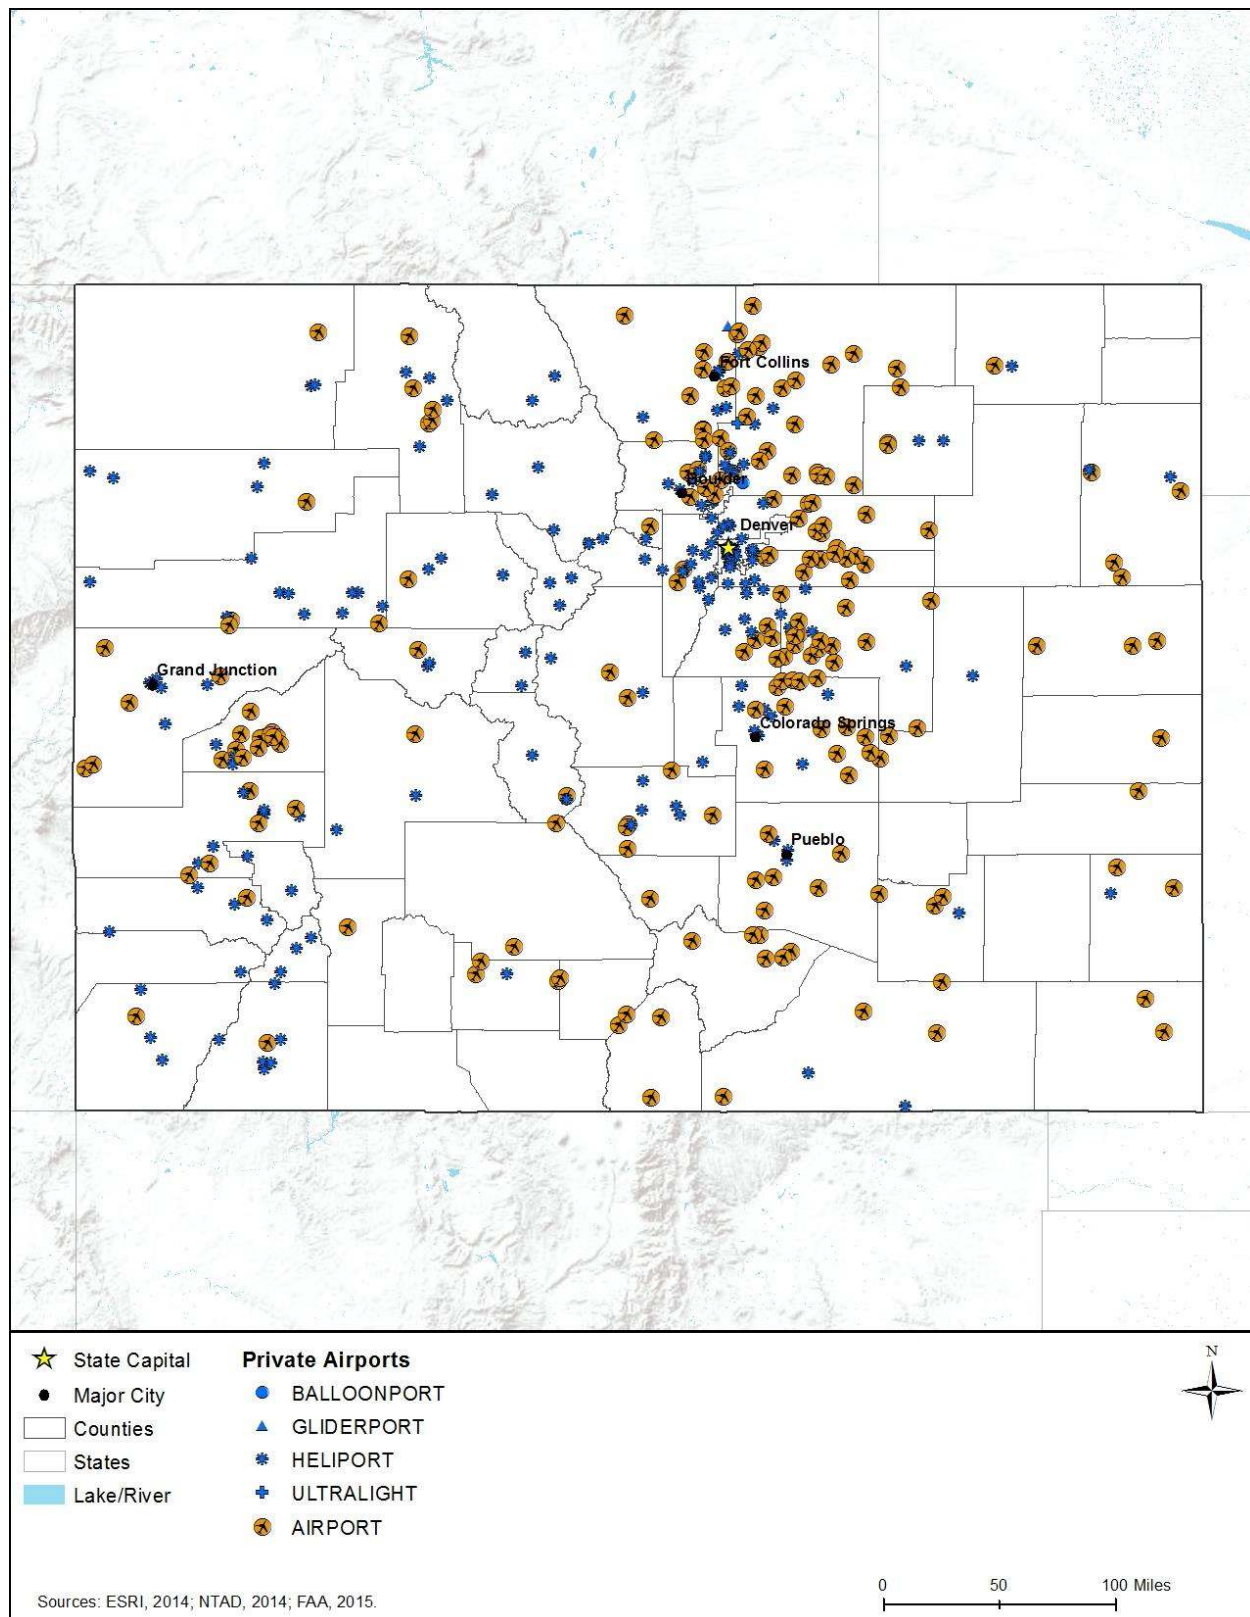 Fort Collins
Boulder
Denver
Grand Junction
Colorado Springs
Pueblo
State Capital
Major City
Counties
States
Lake/River
Private Airports
BALLOONPORT
GLIDERPORT
HELIPORT
ULTRALIGHT
AIRPORT
N
0 50 100 Miles
Sources: ESRI, 2014; NTAD, 2014; FAA, 2015.